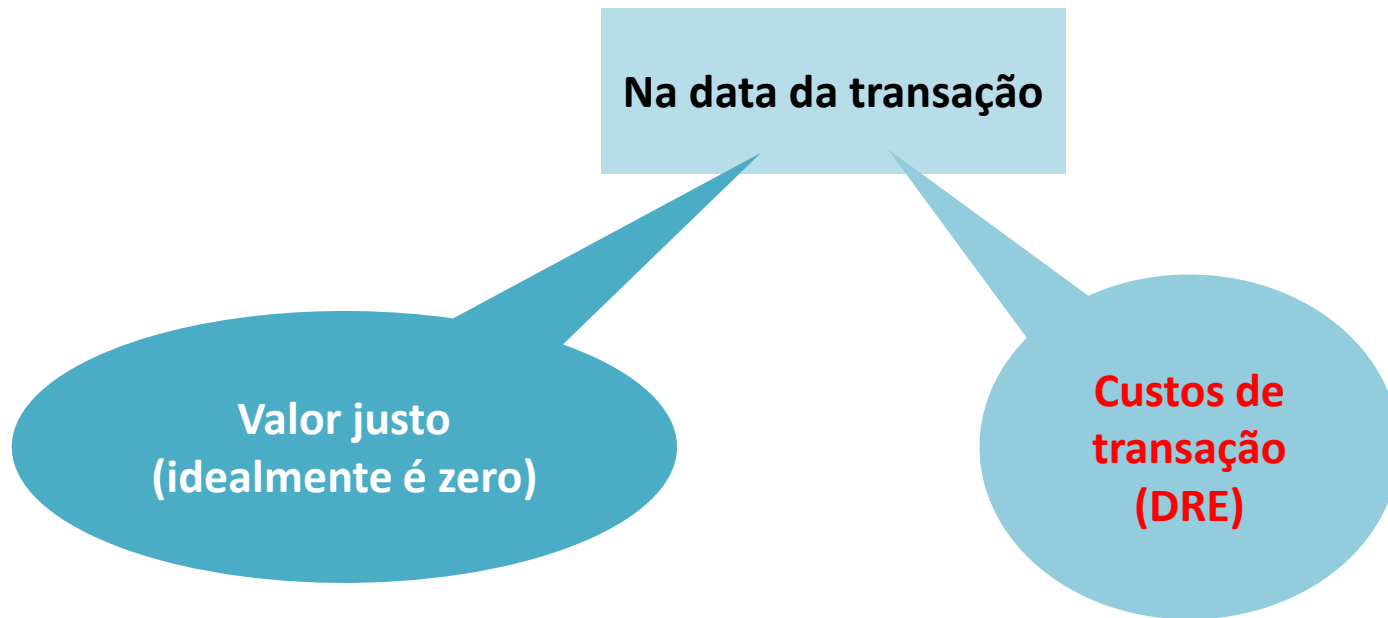 Na data da transação
Valor justo
(idealmente é zero)
Custos de
transação
(DRE)